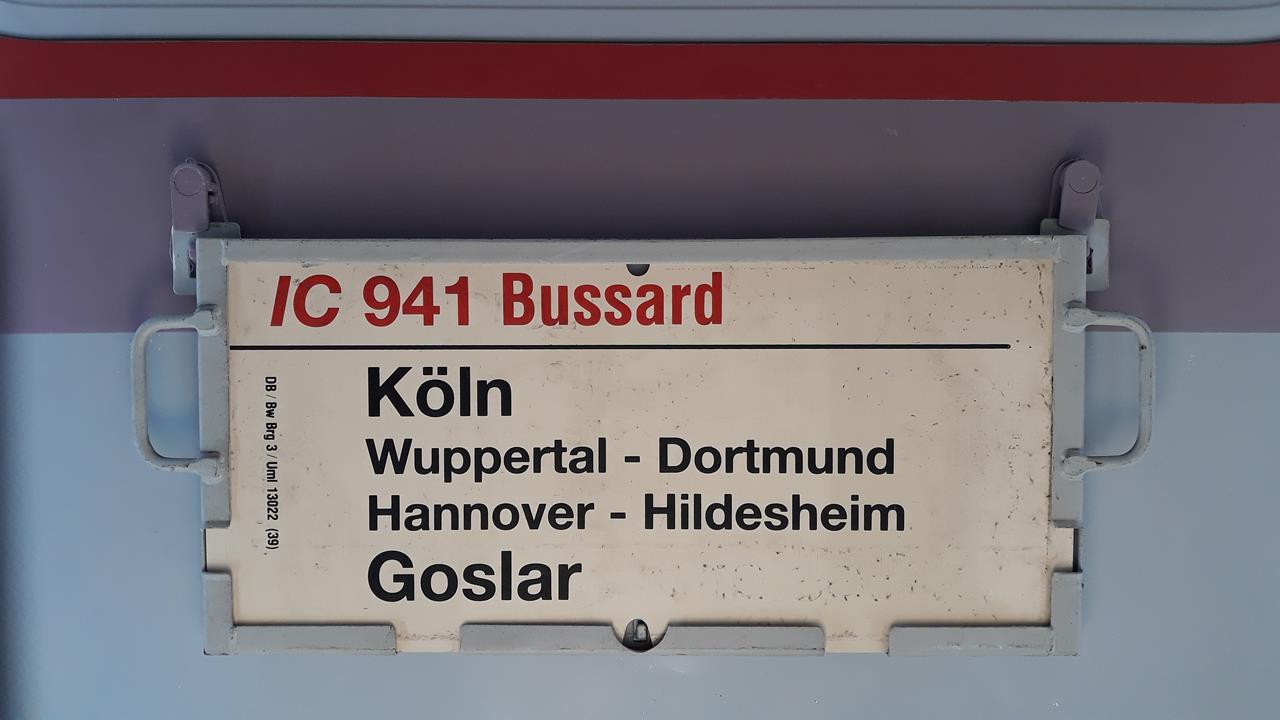 IC 941 Bussard
Köln
Wuppertal - Dortmund
Hannover - Hildesheim
Goslar
DB / Bw Brg 3 / Uml 13022 (39)